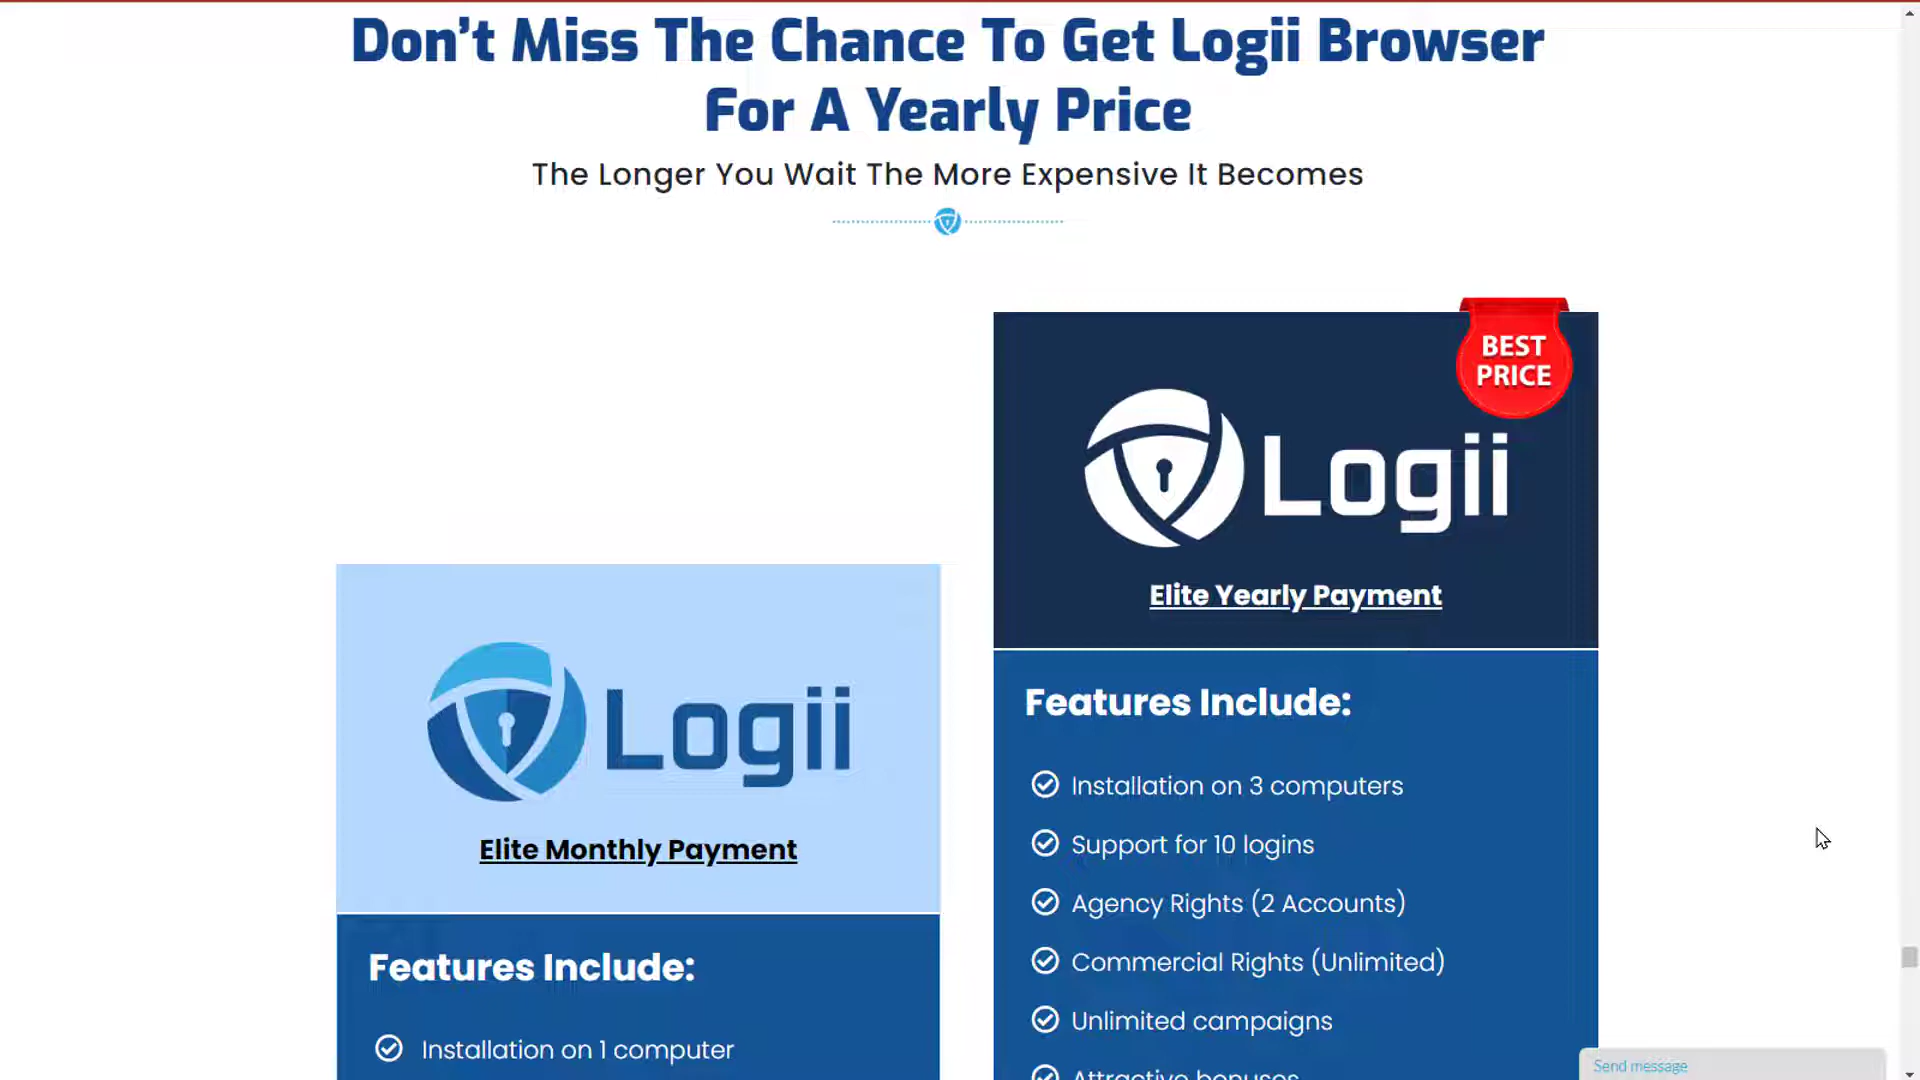 Don’t Miss The Chance To Get Logii Browser
For A Yearly Price
The Longer You Wait The More Expensive It Becomes
BEST
PRICE
Logii
Elite Yearly Payment
Features Include:
Installation on 3 computers
Support for 10 logins
Agency Rights (2 Accounts)
Commercial Rights (Unlimited)
Unlimited campaigns
Attractive bonuses
Logii
Elite Monthly Payment
Features Include:
Installation on 1 computer
Send message